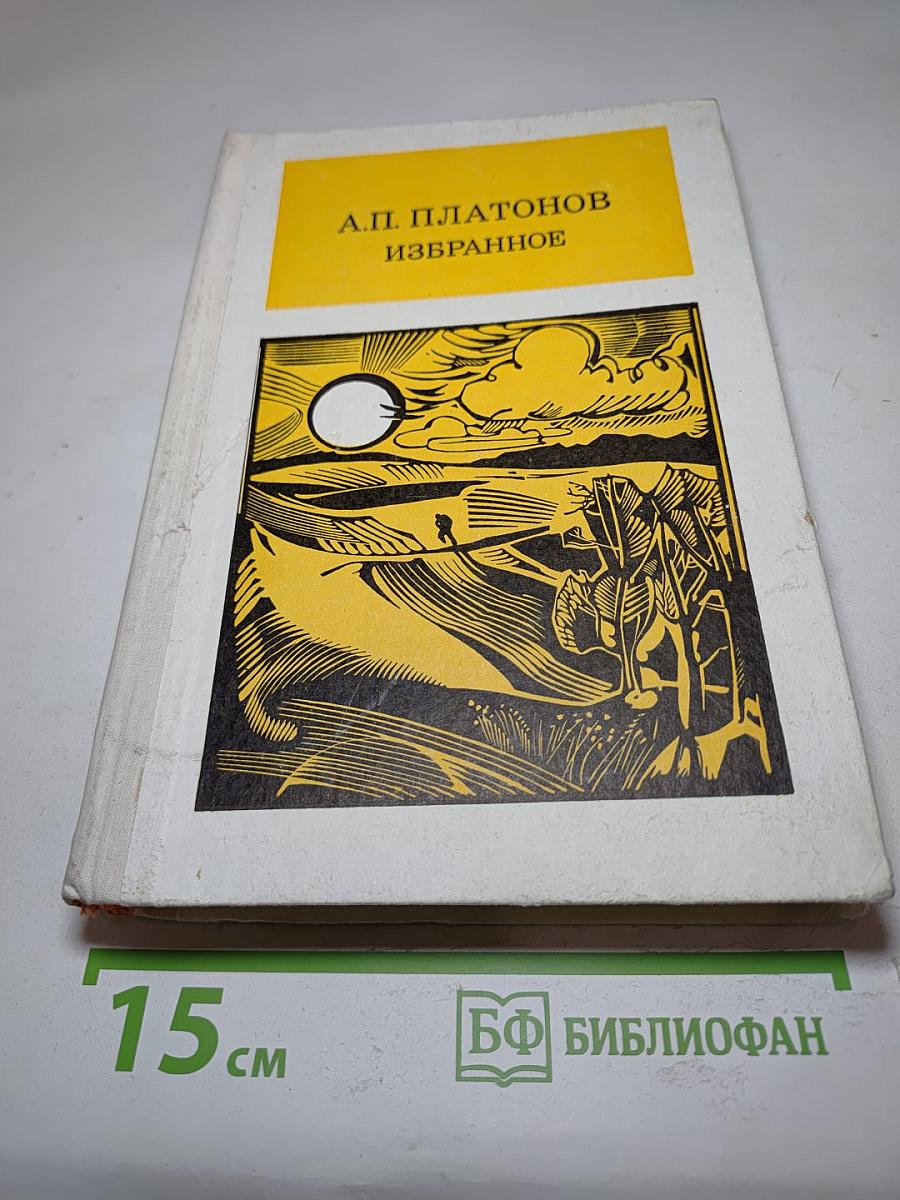 А.П. ПЛАТОНОВ
ИЗБРАННОЕ
15 см
БФ БИБЛИОФАН